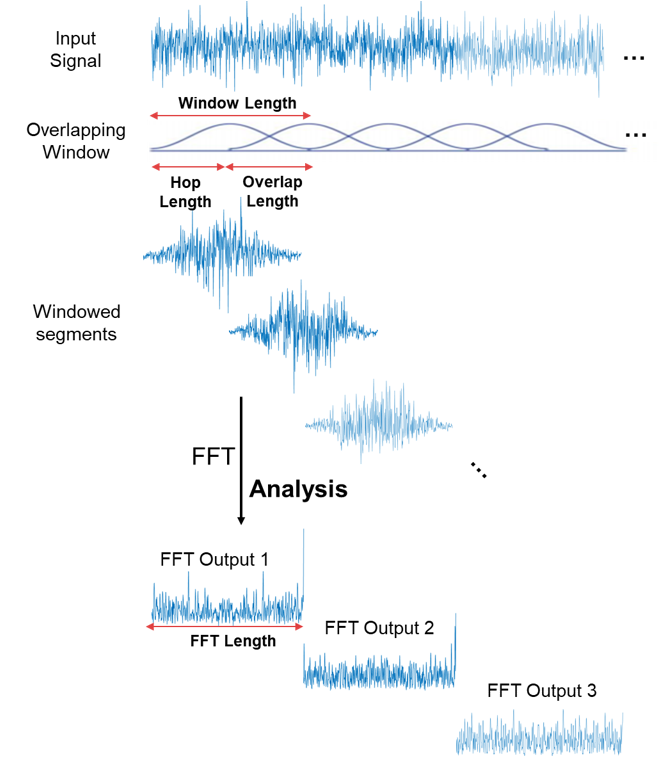 Input
Signal
...
Window Length
Overlapping
Window
...
Hop
Length
Overlap
Length
Windowed
segments
FFT
Analysis
...
FFT Output 1
FFT Length
FFT Output 2
FFT Output 3